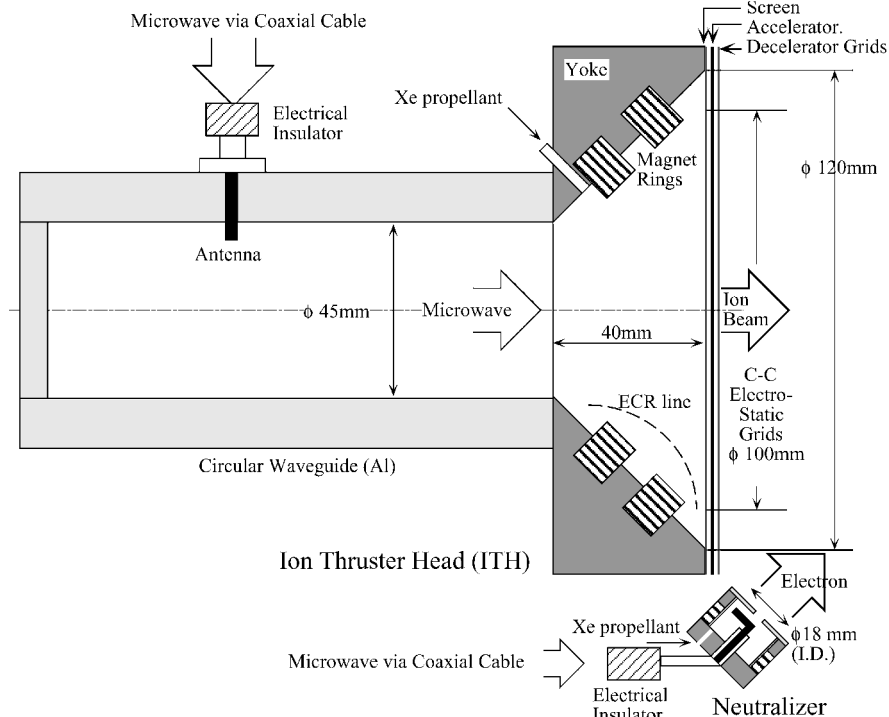 Microwave via Coaxial Cable
Screen
Accelerator.
Decelerator Grids
Yoke
Xe propellant
Electrical
Insulator
Magnet
Rings
ϕ 120mm
Antenna
ϕ 45mm
Microwave
Ion
Beam
40mm
C-C
Electro-
Static
Grids
ϕ 100mm
ECR line
Circular Waveguide (Al)
Ion Thruster Head (ITH)
Electron
Xe propellant
ϕ18 mm
(I.D.)
Microwave via Coaxial Cable
Electrical
Insulator
Neutralizer